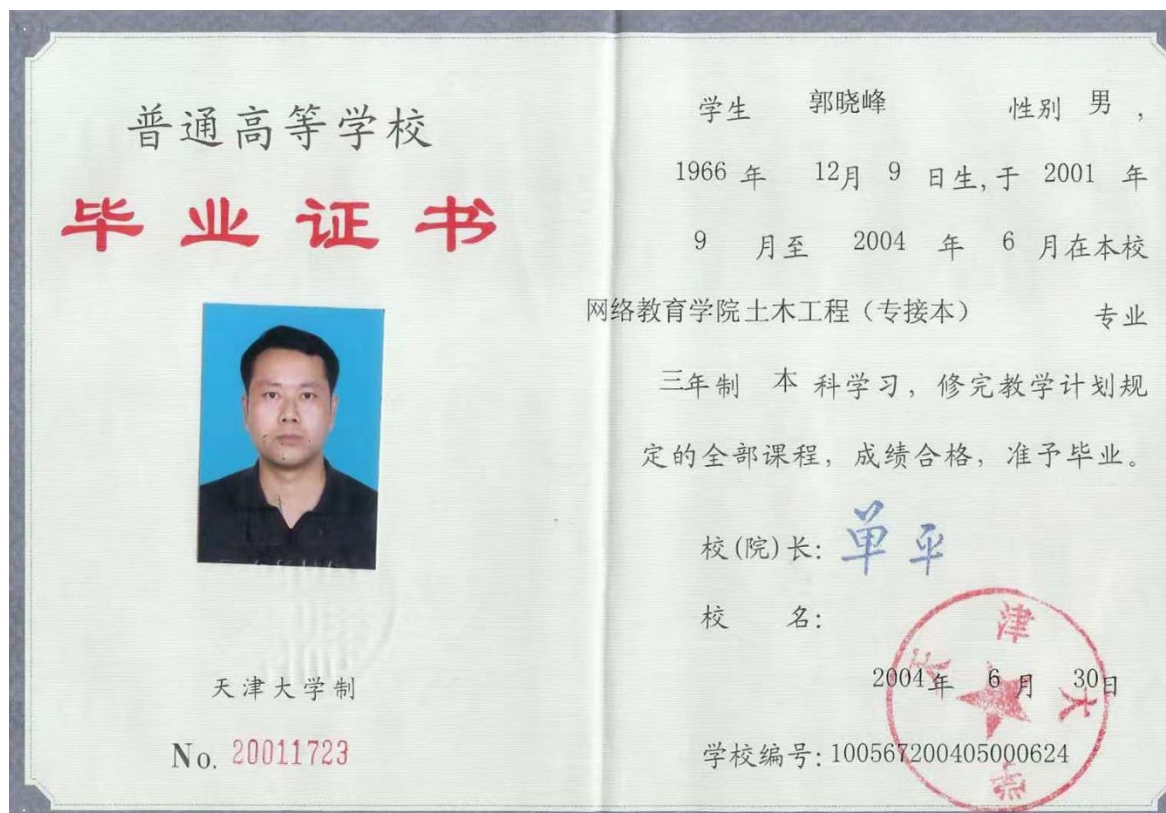 普通高等学校
毕业证书
天津大学制
No. 20011723
学生 郭晓峰 性别 男，
1966 年 12月 9 日生,于 2001 年
9 月至 2004 年 6 月在本校
网络教育学院土木工程（专接本） 专业
三年制 本 科学习，修完教学计划规
定的全部课程，成绩合格，准予毕业。
校(院)长: 单平
校 名:
天津大学
2004年 6月 30日
学校编号: 100567200405000624